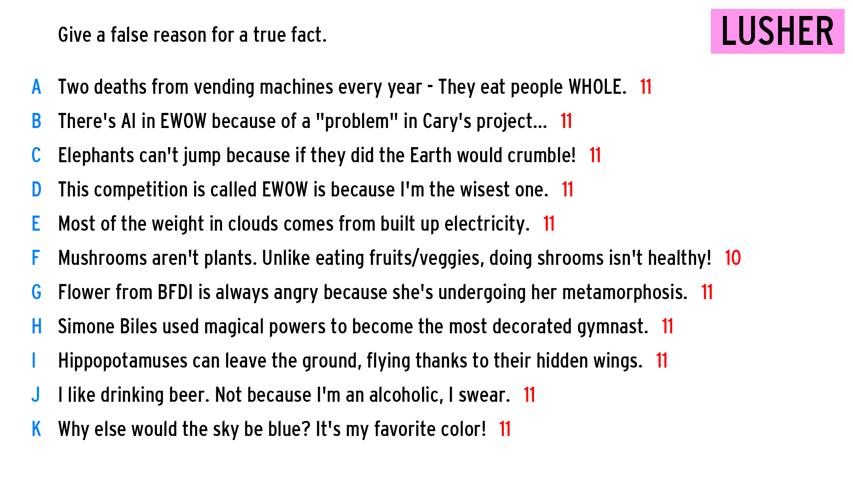 Give a false reason for a true fact.
LUSHER
A Two deaths from vending machines every year - They eat people WHOLE. 11
B There's AI in EWOW because of a "problem" in Cary's project... 11
C Elephants can't jump because if they did the Earth would crumble! 11
D This competition is called EWOW is because I'm the wisest one. 11
E Most of the weight in clouds comes from built up electricity. 11
F Mushrooms aren't plants. Unlike eating fruits/veggies, doing shrooms isn't healthy! 10
G Flower from BFDI is always angry because she's undergoing her metamorphosis. 11
H Simone Biles used magical powers to become the most decorated gymnast. 11
I Hippopotamuses can leave the ground, flying thanks to their hidden wings. 11
J I like drinking beer. Not because I'm an alcoholic, I swear. 11
K Why else would the sky be blue? It's my favorite color! 11